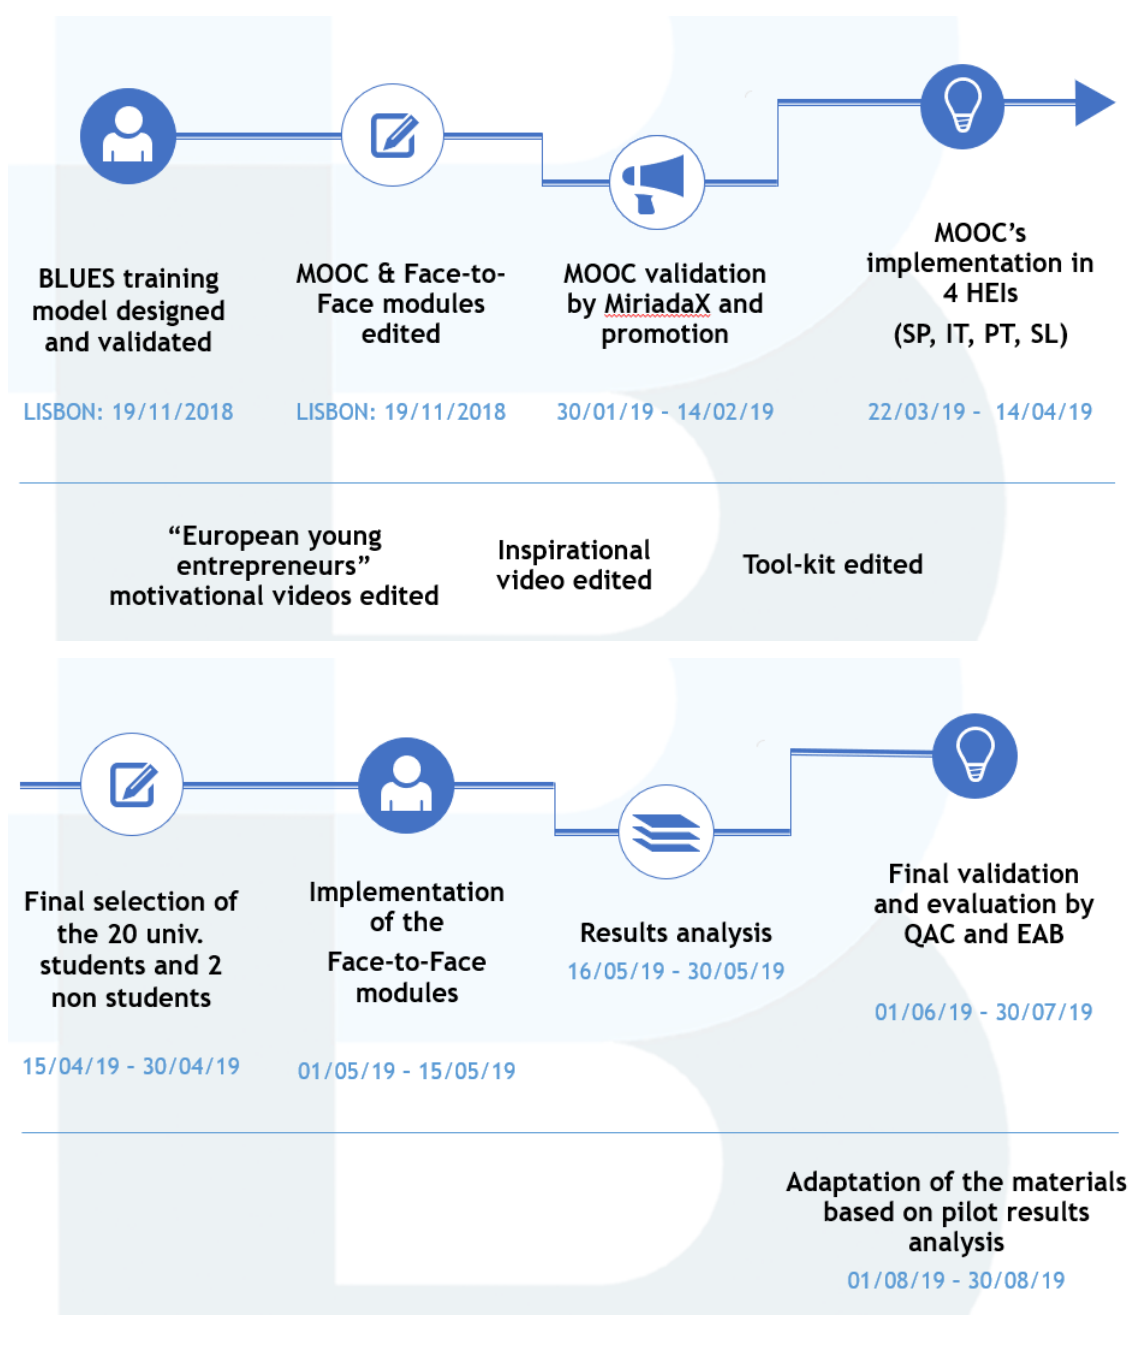 BLUES training
model designed
and validated
LISBON: 19/11/2018
MOOC & Face-to-
Face modules
edited
LISBON: 19/11/2018
MOOC validation
by MiriadaX and
promotion
30/01/19 - 14/02/19
MOOC’s
implementation in
4 HEIs
(SP, IT, PT, SL)
22/03/19 - 14/04/19
“European young
entrepreneurs”
motivational videos edited
Inspirational
video edited
Tool-kit edited
Final selection of
the 20 univ.
students and 2
non students
15/04/19 – 30/04/19
Implementation
of the
Face-to-Face
modules
01/05/19 – 15/05/19
Results analysis
16/05/19 – 30/05/19
Final validation
and evaluation by
QAC and EAB
01/06/19 – 30/07/19
Adaptation of the materials
based on pilot results
analysis
01/08/19 – 30/08/19